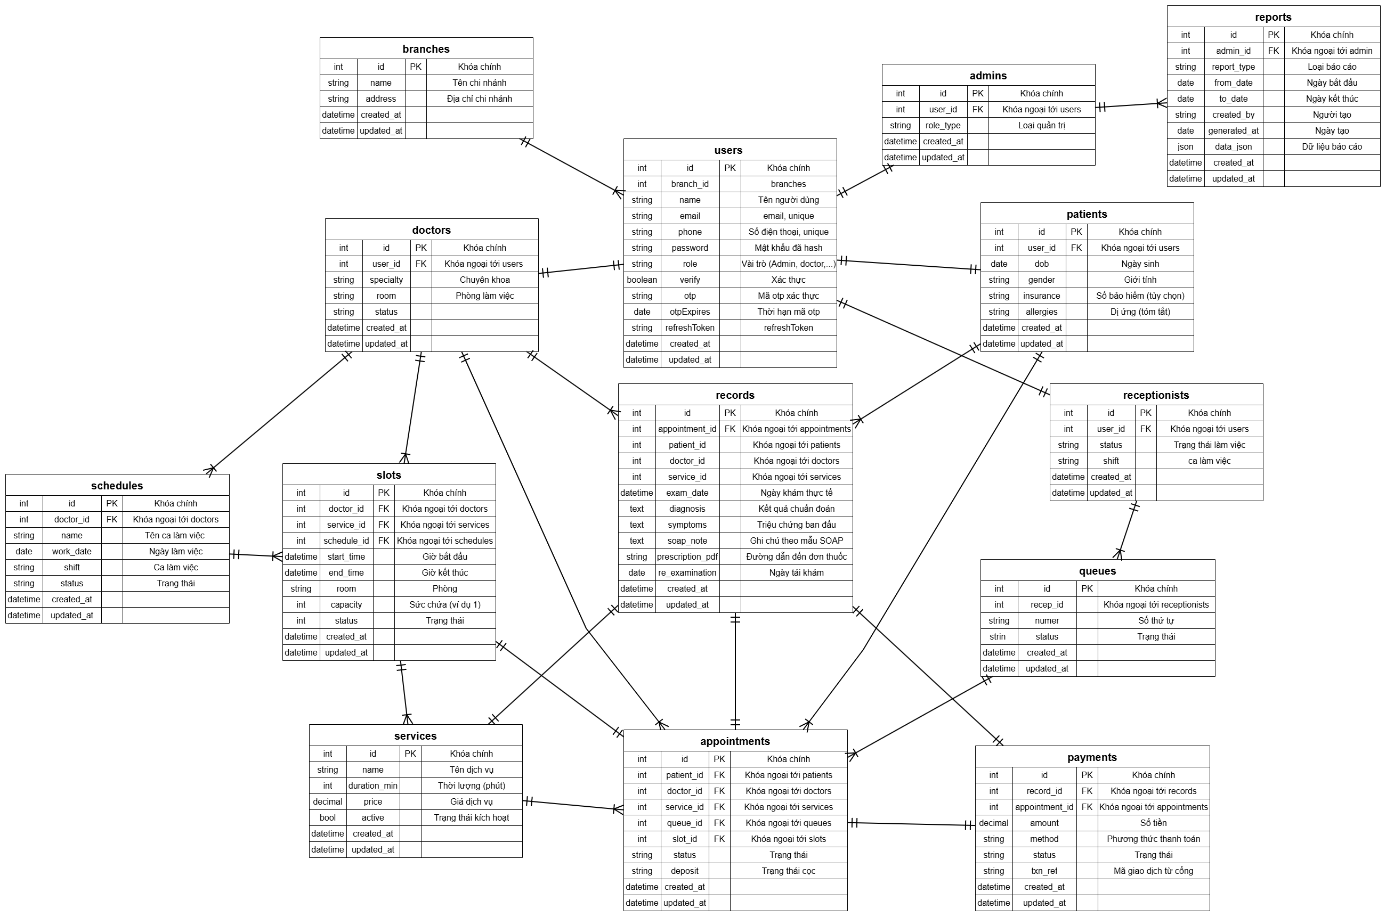 reports
int id PK Khóa chính
int admin_id FK Khóa ngoại tới admin
string report_type Loại báo cáo
date from_date Ngày bắt đầu
date to_date Ngày kết thúc
string created_by Người tạo
date generated_at Ngày tạo
json data_json Dữ liệu báo cáo
datetime created_at
datetime updated_at
branches
int id PK Khóa chính
string name Tên chi nhánh
string address Địa chỉ chi nhánh
datetime created_at
datetime updated_at
admins
int id PK Khóa chính
int user_id FK Khóa ngoại tới users
string role_type Loại quản trị
datetime created_at
datetime updated_at
users
int id PK Khóa chính
int branch_id branches
string name Tên người dùng
string email email, unique
string phone Số điện thoại, unique
string password Mật khẩu đã hash
string role Vai trò (Admin, doctor,...)
boolean verify Xác thực
string otp Mã otp xác thực
date otpExpires Thời hạn mã otp
string refreshToken refreshToken
datetime created_at
datetime updated_at
patients
int id PK Khóa chính
int user_id FK Khóa ngoại tới users
date dob Ngày sinh
string gender Giới tính
string insurance Số bảo hiểm (tùy chọn)
string allergies Dị ứng (tóm tắt)
datetime created_at
datetime updated_at
doctors
int id PK Khóa chính
int user_id FK Khóa ngoại tới users
string specialty Chuyên khoa
string room Phòng làm việc
string status
datetime created_at
datetime updated_at
records
int id PK Khóa chính
int appointment_id FK Khóa ngoại tới appointments
int patient_id Khóa ngoại tới patients
int doctor_id Khóa ngoại tới doctors
int service_id Khóa ngoại tới services
datetime exam_date Ngày khám thực tế
text diagnosis Kết quả chuẩn đoán
text symptoms Triệu chứng ban đầu
text soap_note Ghi chú theo mẫu SOAP
string prescription_pdf Đường dẫn đến đơn thuốc
date re_examination Ngày tái khám
datetime created_at
datetime updated_at
receptionists
int id PK Khóa chính
int user_id FK Khóa ngoại tới users
string status Trạng thái làm việc
string shift ca làm việc
datetime created_at
datetime updated_at
schedules
int id PK Khóa chính
int doctor_id FK Khóa ngoại tới doctors
string name Tên ca làm việc
date work_date Ngày làm việc
string shift Ca làm việc
string status Trạng thái
datetime created_at
datetime updated_at
slots
int id PK Khóa chính
int doctor_id FK Khóa ngoại tới doctors
int service_id FK Khóa ngoại tới services
int schedule_id FK Khóa ngoại tới schedules
datetime start_time Giờ bắt đầu
datetime end_time Giờ kết thúc
string room Phòng
int capacity Sức chứa (ví dụ 1)
int status Trạng thái
datetime created_at
datetime updated_at
queues
int id PK Khóa chính
int recep_id Khóa ngoại tới receptionists
string numer Số thứ tự
strin status Trạng thái
datetime created_at
datetime updated_at
services
int id PK Khóa chính
string name Tên dịch vụ
int duration_min Thời lượng (phút)
decimal price Giá dịch vụ
bool active Trạng thái kích hoạt
datetime created_at
datetime updated_at
appointments
int id PK Khóa chính
int patient_id FK Khóa ngoại tới patients
int doctor_id FK Khóa ngoại tới doctors
int service_id FK Khóa ngoại tới services
int queue_id FK Khóa ngoại tới queues
int slot_id FK Khóa ngoại tới slots
string status Trạng thái
string deposit Trạng thái cọc
datetime created_at
datetime updated_at
payments
int id PK Khóa chính
int record_id FK Khóa ngoại tới records
int appointment_id FK Khóa ngoại tới appointments
decimal amount Số tiền
string method Phương thức thanh toán
string status Trạng thái
string txn_ref Mã giao dịch từ cổng
datetime created_at
datetime updated_at